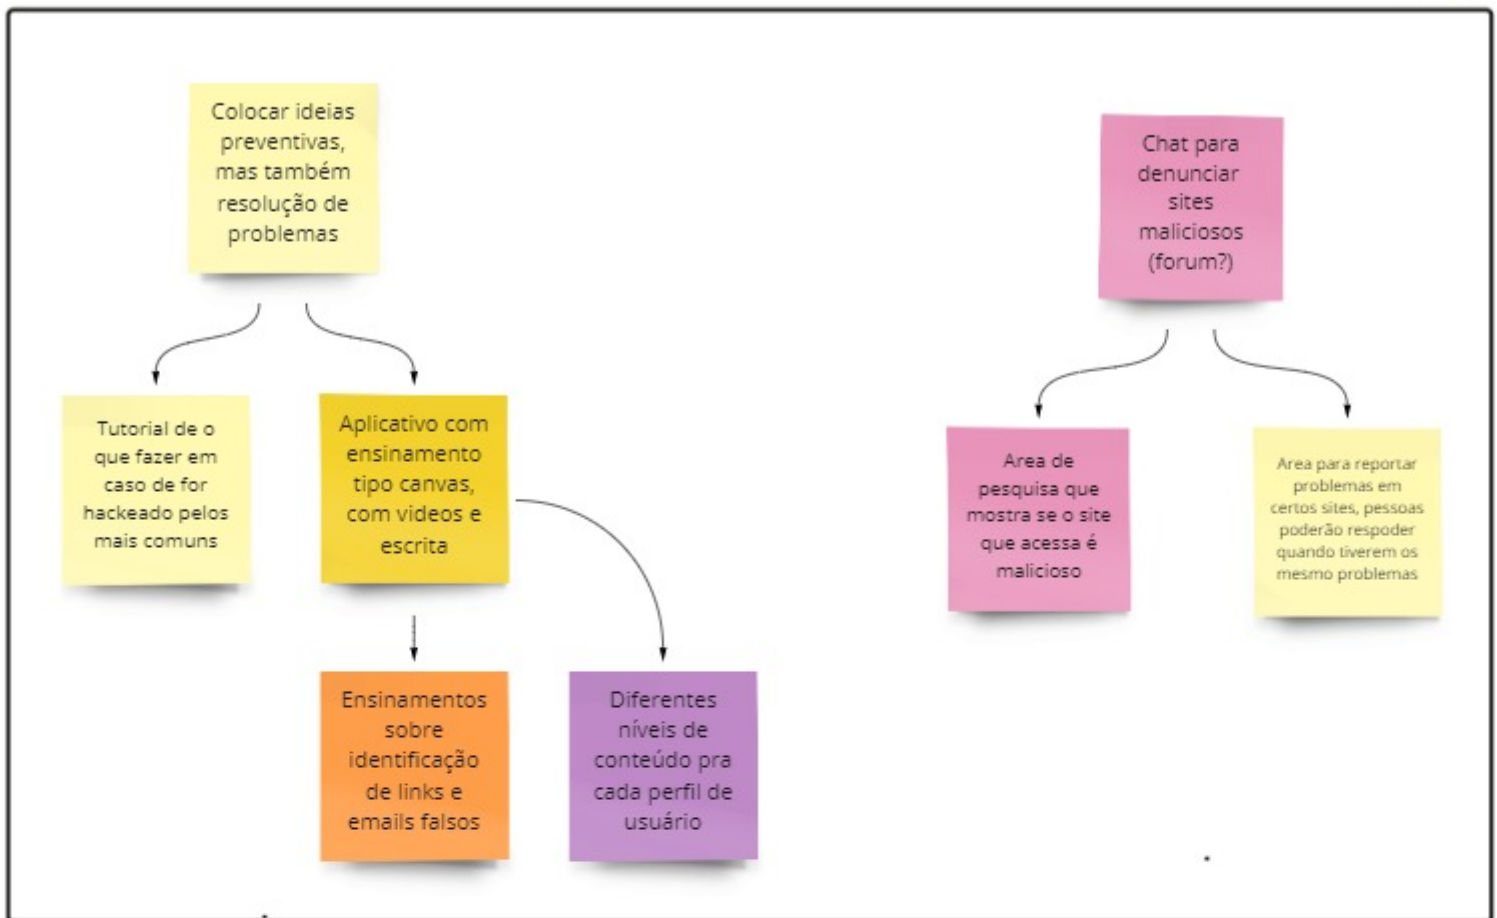 Colocar ideias
preventivas,
mas também
resolução de
problemas
Chat para
denunciar
sites
maliciosos
(forum?)
Tutorial de o
que fazer em
caso de for
hackeado pelos
mais comuns
Aplicativo com
ensinamento
tipo canvas,
com videos e
escrita
Area de
pesquisa que
mostra se o site
que acessa é
malicioso
Area para reportar
problemas em
certos sites, pessoas
poderão respoder
quando tiverem os
mesmo problemas
Ensinamentos
sobre
identificação
de links e
emails falsos
Diferentes
níveis de
conteúdo pra
cada perfil de
usuário